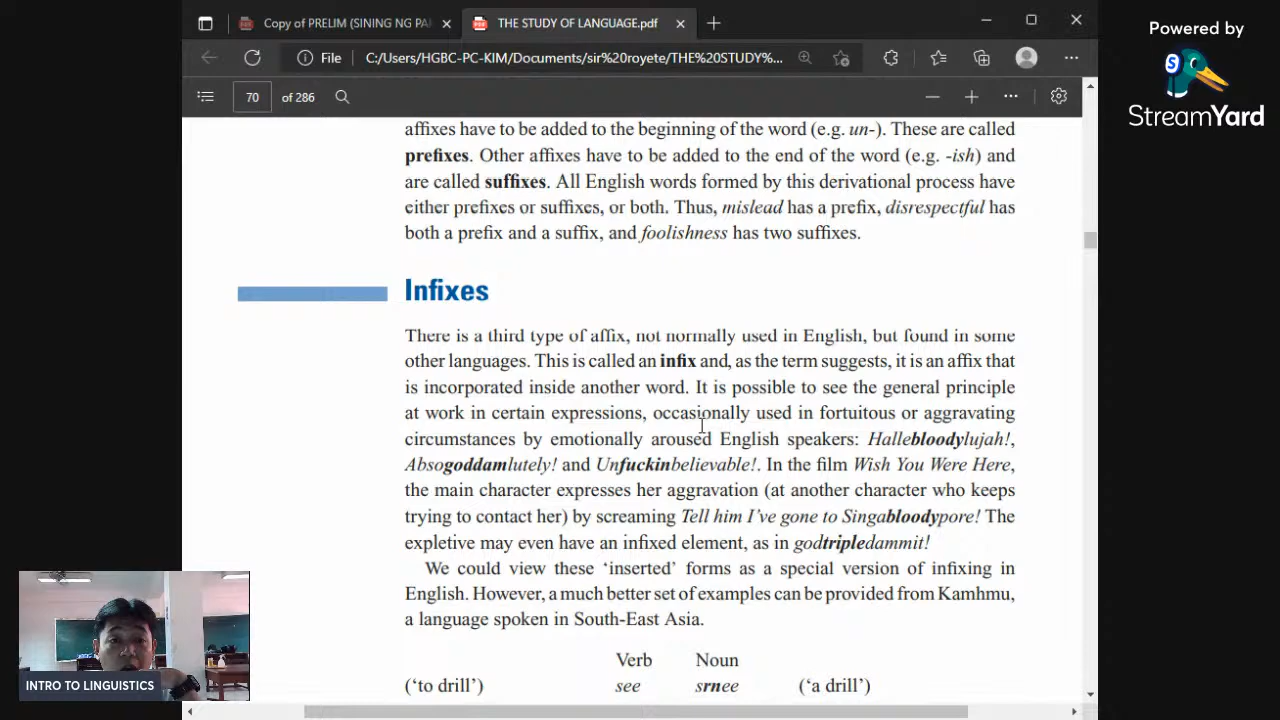 Copy of PRELIM (SINING NG PA
THE STUDY OF LANGUAGE.pdf
Powered by
StreamYard
File
C:/Users/HGBC-PC-KIM/Documents/sir%20royete/THE%20STUDY%...
70 of 286
affixes have to be added to the beginning of the word (e.g. un-). These are called
prefixes. Other affixes have to be added to the end of the word (e.g. -ish) and
are called suffixes. All English words formed by this derivational process have
either prefixes or suffixes, or both. Thus, mislead has a prefix, disrespectful has
both a prefix and a suffix, and foolishness has two suffixes.
Infixes
There is a third type of affix, not normally used in English, but found in some
other languages. This is called an infix and, as the term suggests, it is an affix that
is incorporated inside another word. It is possible to see the general principle
at work in certain expressions, occasionally used in fortuitous or aggravating
circumstances by emotionally aroused English speakers: Hallebloodylujah!,
Absogoddamlutely! and Unfuckinbelievable!. In the film Wish You Were Here,
the main character expresses her aggravation (at another character who keeps
trying to contact her) by screaming Tell him I've gone to Singabloodypore! The
expletive may even have an infixed element, as in godtripledammit!
We could view these ‘inserted’ forms as a special version of infixing in
English. However, a much better set of examples can be provided from Kamhmu,
a language spoken in South-East Asia.
Verb Noun
(‘to drill’) see srnee (‘a drill’)
INTRO TO LINGUISTICS